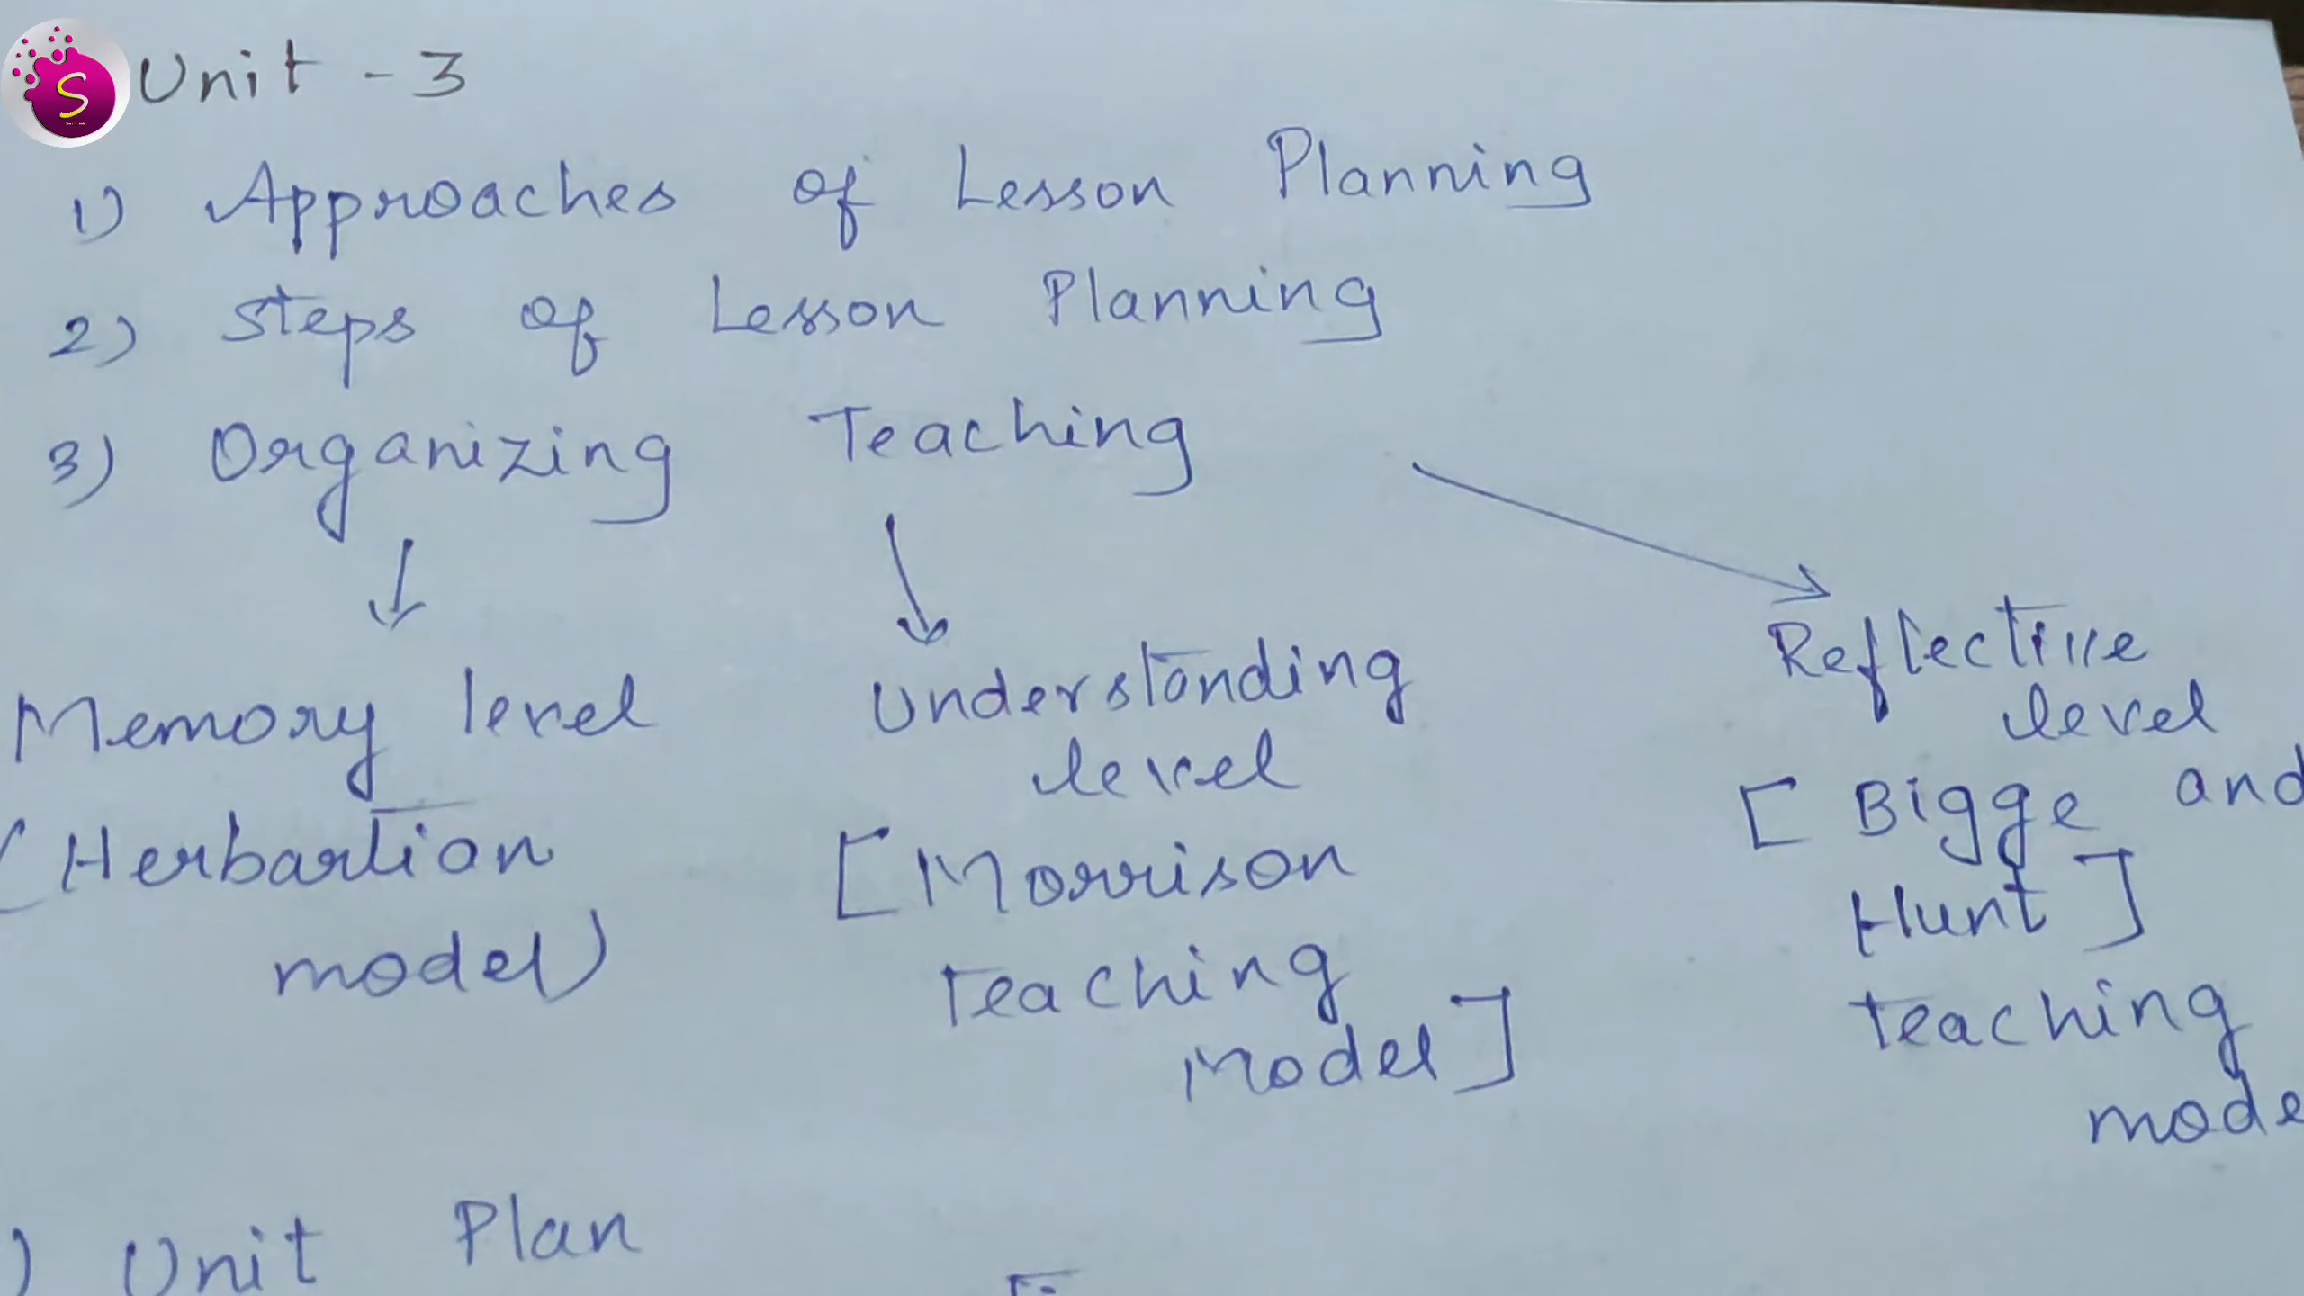 S
Unit - 3
1) Approaches of Lesson Planning
2) Steps of Lesson Planning
3) Organizing Teaching
Memory level
(Herbartian
model)
Understanding
level
[Morrison
Teaching
Model]
Reflective
level
[Bigge and
Hunt]
teaching
mode
) Unit Plan